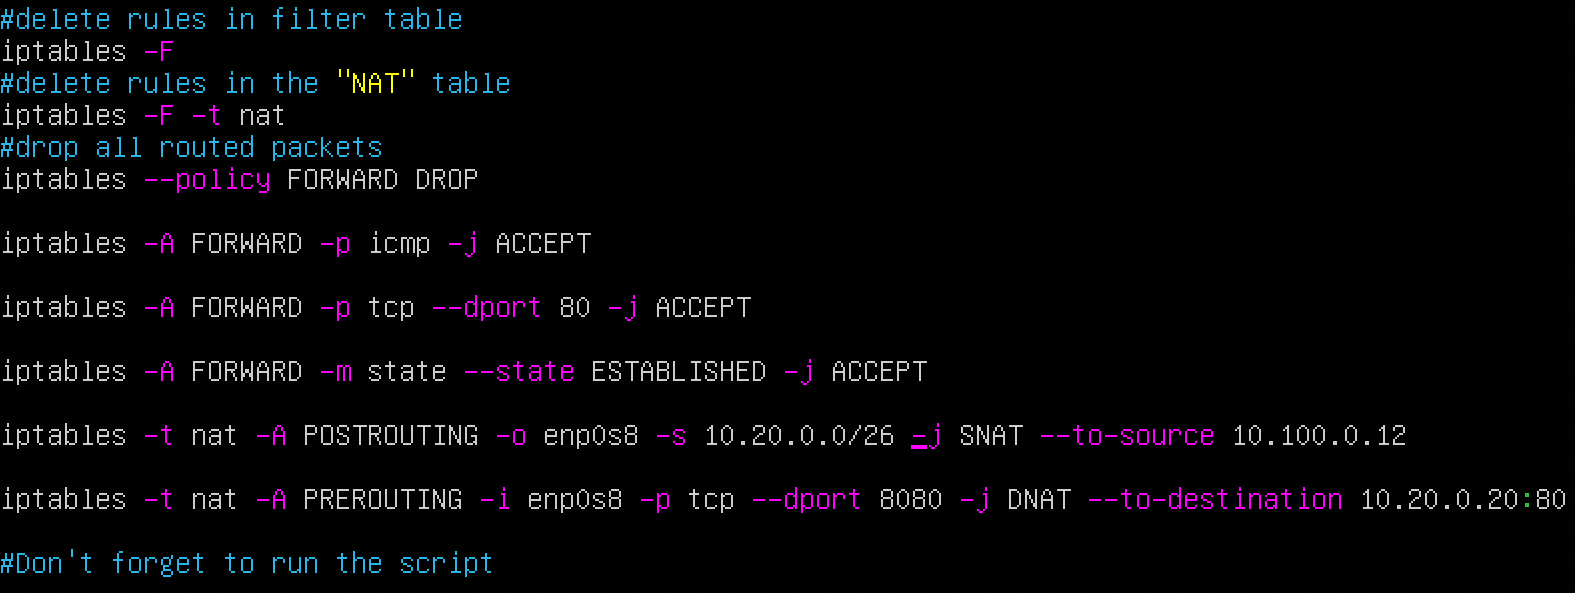 #delete rules in filter table
iptables -F
#delete rules in the "NAT" table
iptables -F -t nat
#drop all routed packets
iptables --policy FORWARD DROP
iptables -A FORWARD -p icmp -j ACCEPT
iptables -A FORWARD -p tcp --dport 80 -j ACCEPT
iptables -A FORWARD -m state --state ESTABLISHED -j ACCEPT
iptables -t nat -A POSTROUTING -o enp0s8 -s 10.20.0.0/26 -j SNAT --to-source 10.100.0.12
iptables -t nat -A PREROUTING -i enp0s8 -p tcp --dport 8080 -j DNAT --to-destination 10.20.0.20:80
#Don't forget to run the script